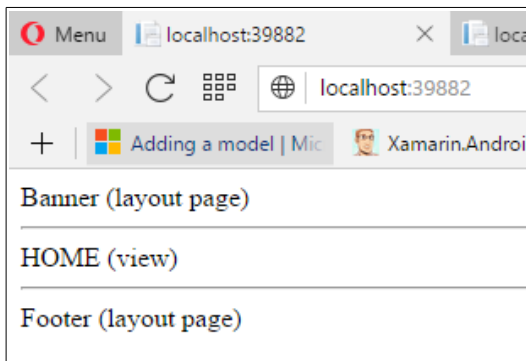 Menu localhost:39882 loca
localhost:39882
Adding a model | Mic Xamarin.Androi
Banner (layout page)
HOME (view)
Footer (layout page)